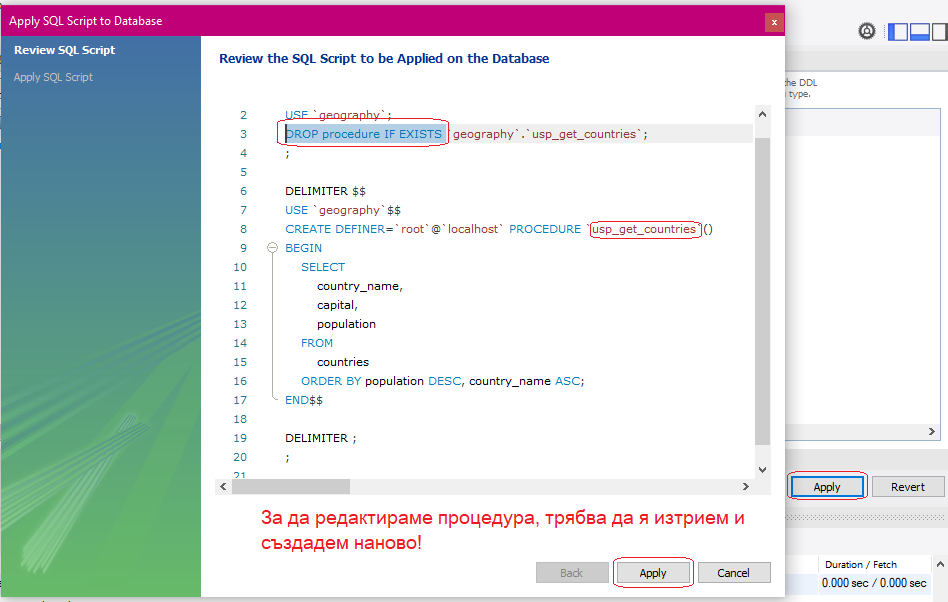 Apply SQL Script to Database
x
Review SQL Script
Apply SQL Script
Review the SQL Script to be Applied on the Database
the DDL
type.
2 USE `geography`;
3 DROP procedure IF EXISTS `geography`.`usp_get_countries`;
4 ;
5
6 DELIMITER $$
7 USE `geography`$$
8 CREATE DEFINER=`root`@`localhost` PROCEDURE `usp_get_countries`()
9 BEGIN
10 SELECT
11 country_name,
12 capital,
13 population
14 FROM
15 countries
16 ORDER BY population DESC, country_name ASC;
17 END$$
18
19 DELIMITER ;
20 ;
21
Apply Revert
За да редактираме процедура, трябва да я изтрием и
създадем наново!
Back Apply Cancel
Duration / Fetch
0.000 sec / 0.000 sec